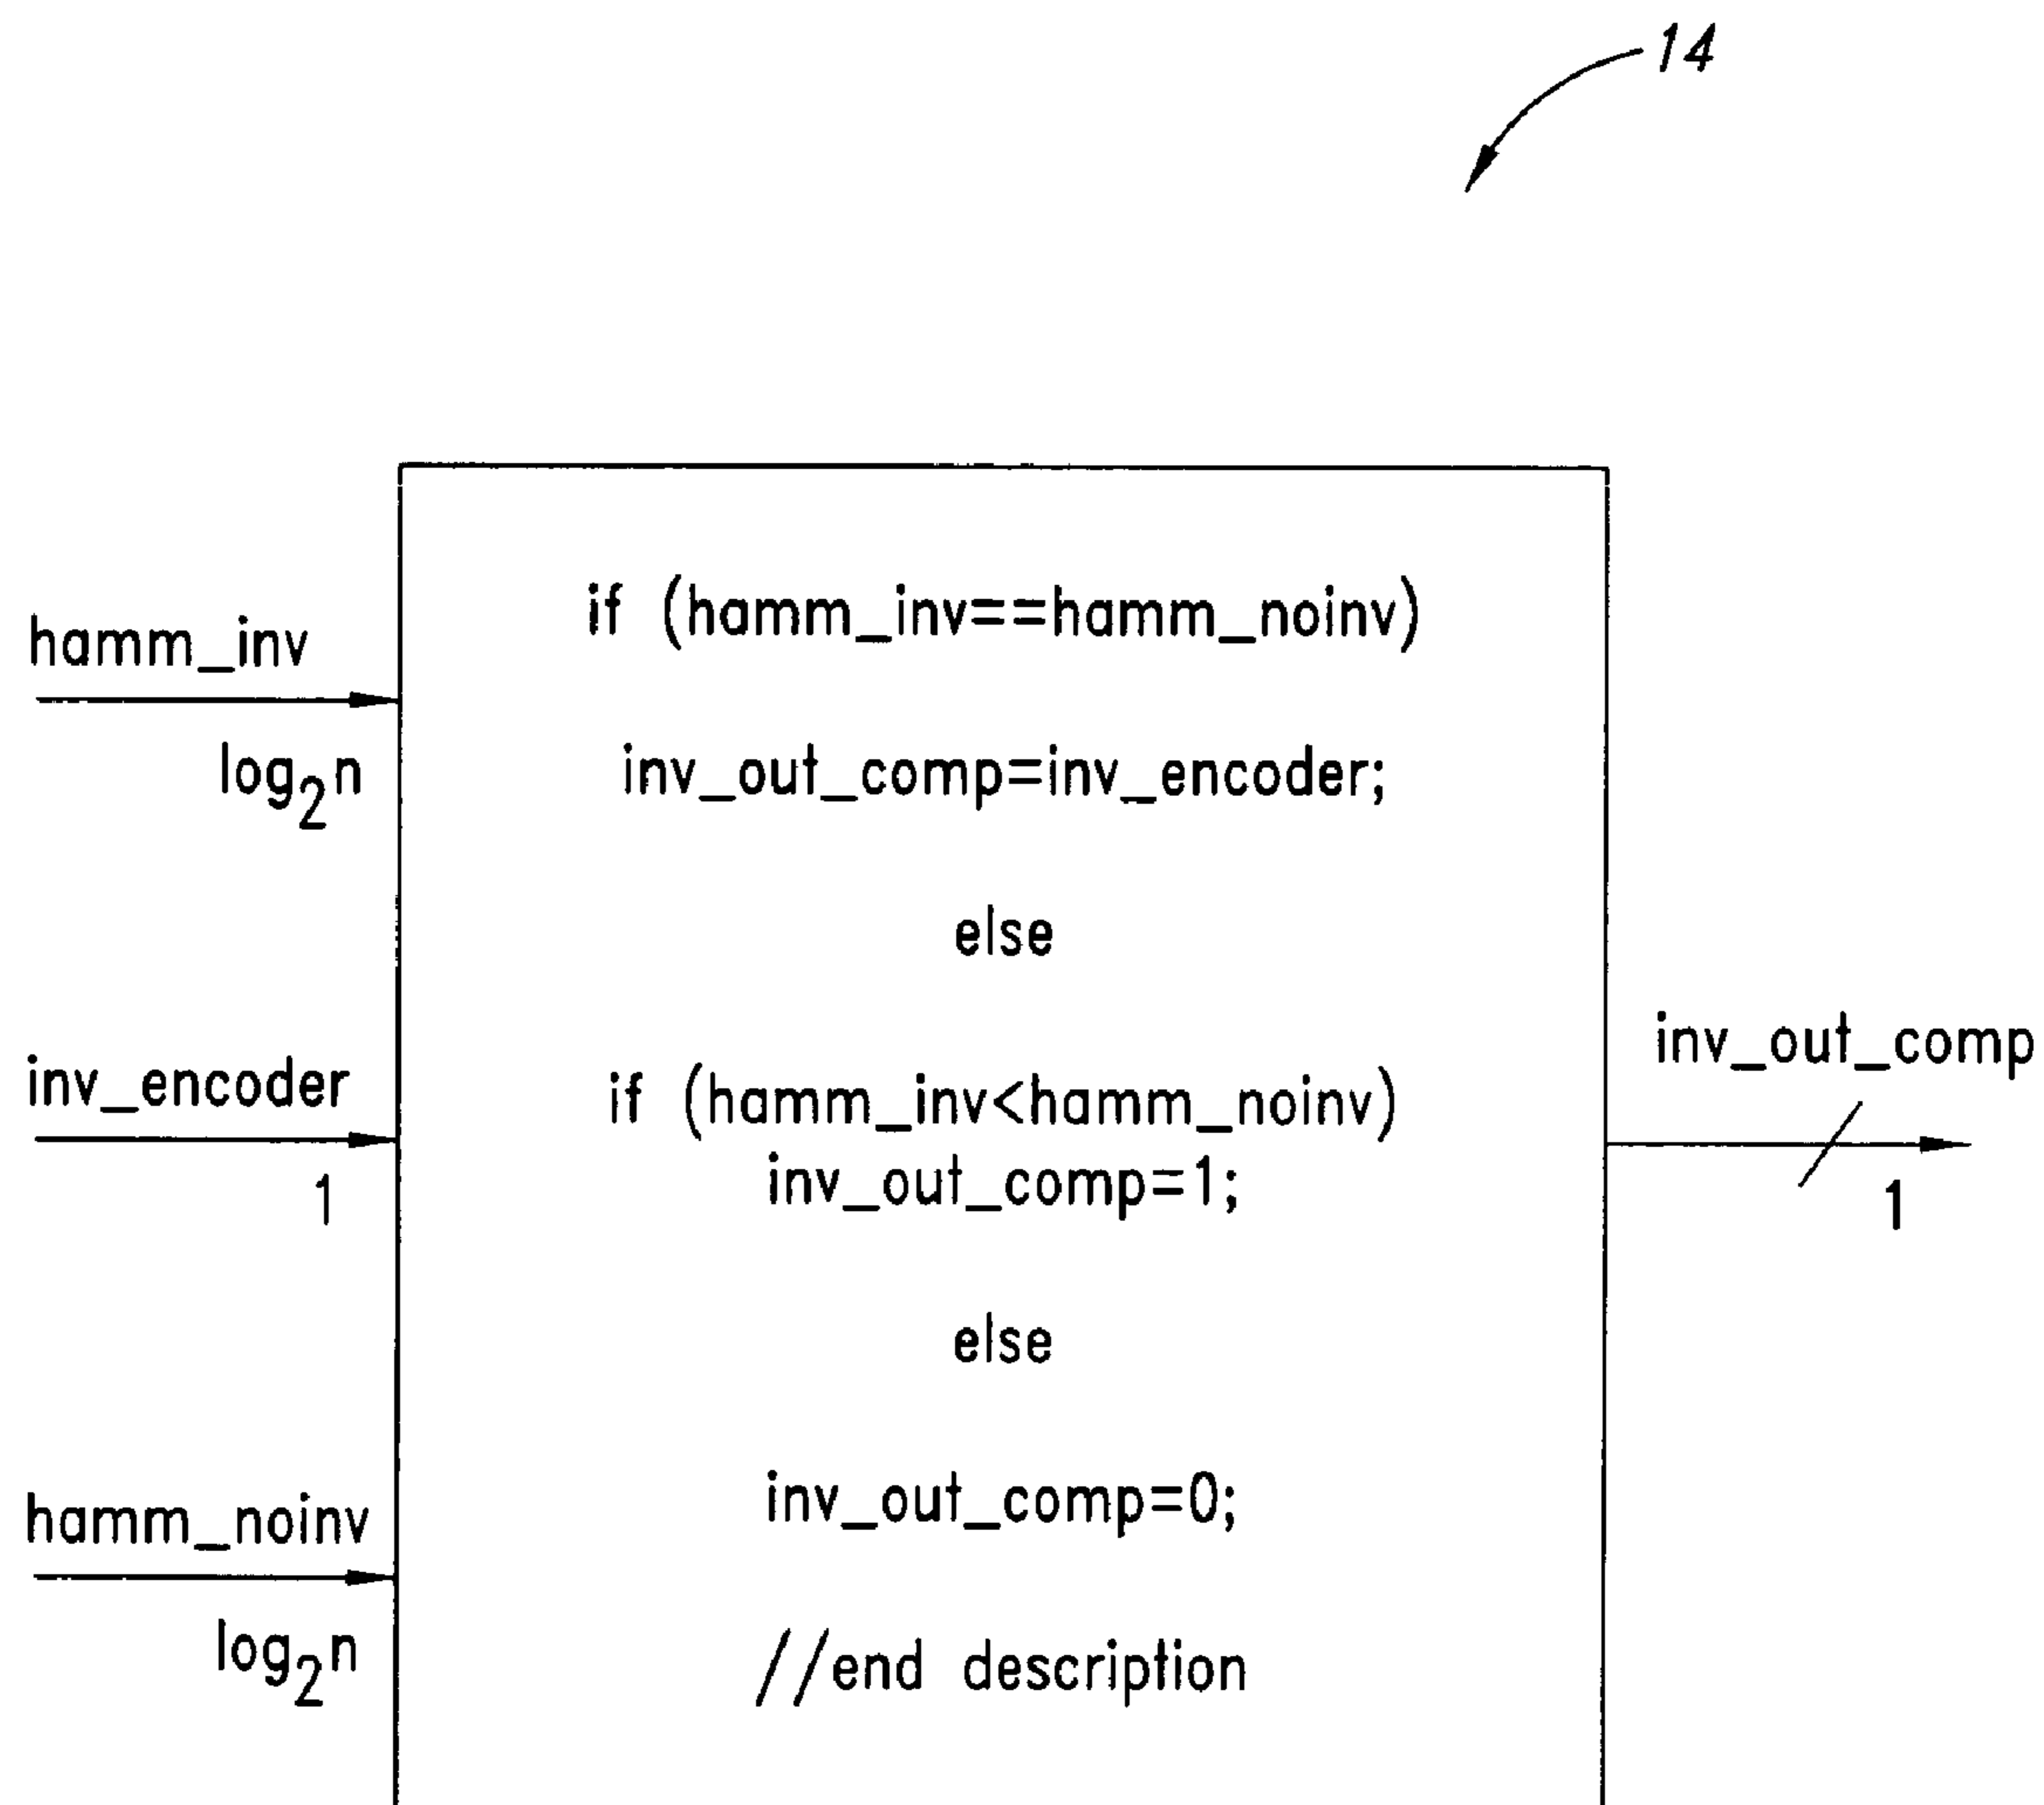 14
if (hamm_inv==hamm_noinv)
hamm_inv
log2n
inv_out_comp=inv_encoder;
else
inv_out_comp
inv_encoder
if (hamm_inv<hamm_noinv)
1
inv_out_comp=1;
1
else
hamm_noinv
inv_out_comp=0;
log2n
//end description